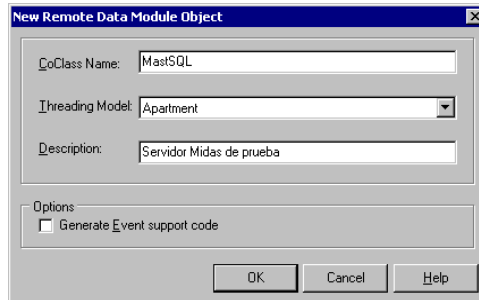 New Remote Data Module Object
CoClass Name: MastSQL
Threading Model: Apartment
Description: Servidor Midas de prueba
Options
Generate Event support code
OK Cancel Help